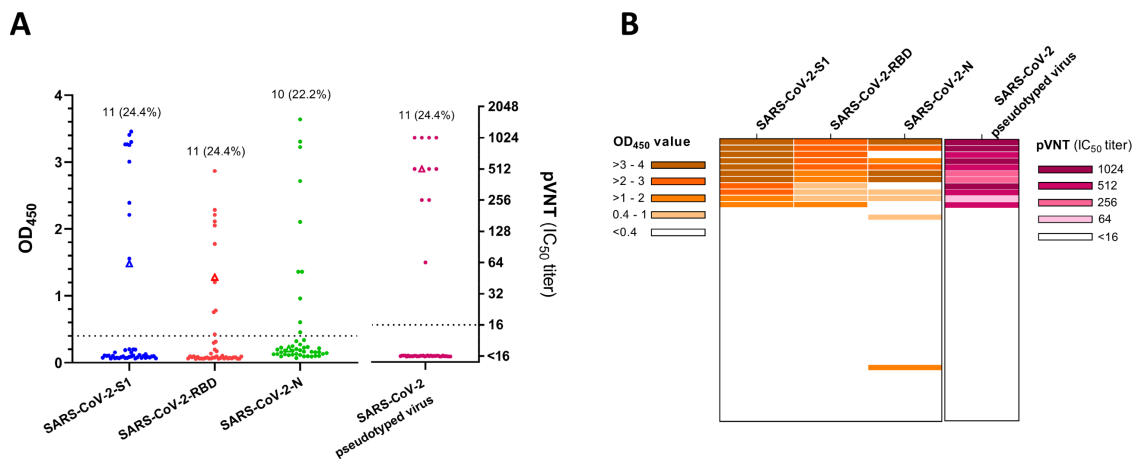 A
OD450
4
3
2
1
0
11 (24.4%)
11 (24.4%)
10 (22.2%)
11 (24.4%)
2048
1024
512
256
128
64
32
16
<16
pVNT (IC50 titer)
SARS-CoV-2-S1
SARS-CoV-2-RBD
SARS-CoV-2-N
SARS-CoV-2
pseudotyped virus
B
SARS-CoV-2-S1
SARS-CoV-2-RBD
SARS-CoV-2-N
SARS-CoV-2
pseudotyped virus
OD450 value
>3 - 4
>2 - 3
>1 - 2
0.4 - 1
<0.4
pVNT (IC50 titer)
1024
512
256
64
<16